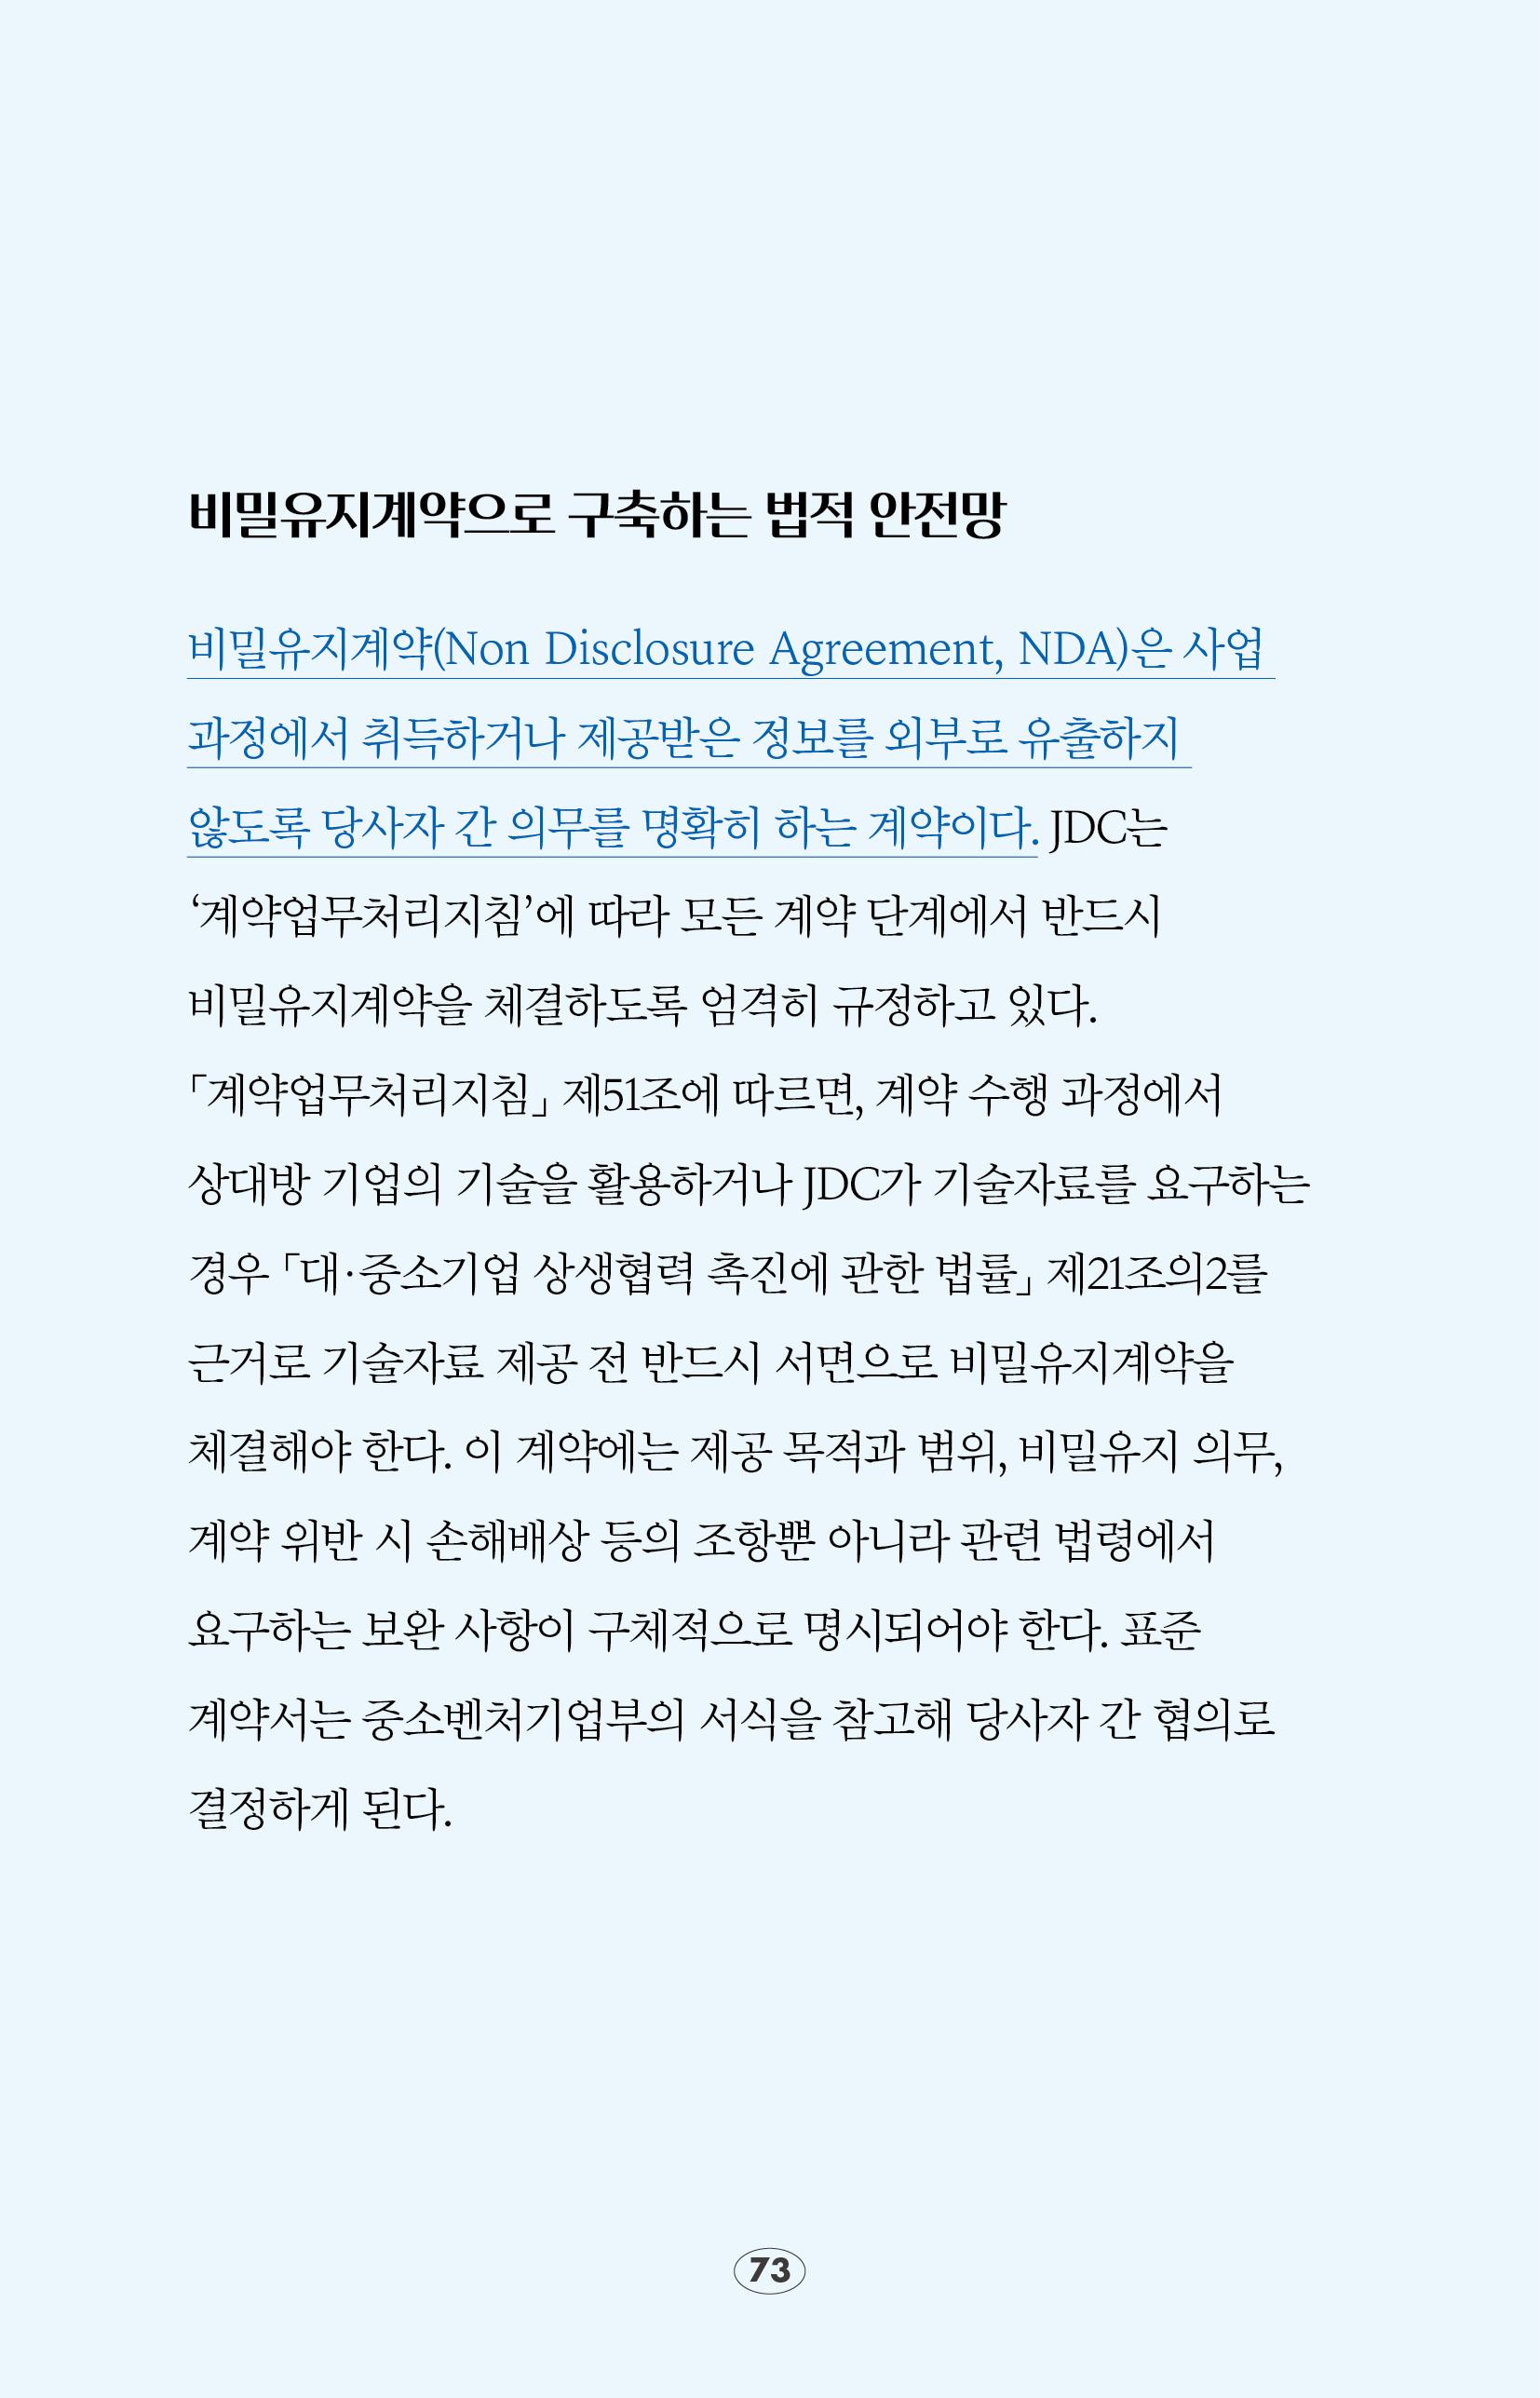 비밀유지계약으로 구축하는 법적 안전망
비밀유지계약(Non Disclosure Agreement, NDA)은 사업
과정에서 취득하거나 제공받은 정보를 외부로 유출하지
않도록 당사자 간 의무를 명확히 하는 계약이다. JDC는
‘계약업무처리지침’에 따라 모든 계약 단계에서 반드시
비밀유지계약을 체결하도록 엄격히 규정하고 있다.
「계약업무처리지침」 제51조에 따르면, 계약 수행 과정에서
상대방 기업의 기술을 활용하거나 JDC가 기술자료를 요구하는
경우 「대·중소기업 상생협력 촉진에 관한 법률」 제21조의2를
근거로 기술자료 제공 전 반드시 서면으로 비밀유지계약을
체결해야 한다. 이 계약에는 제공 목적과 범위, 비밀유지 의무,
계약 위반 시 손해배상 등의 조항뿐 아니라 관련 법령에서
요구하는 보완 사항이 구체적으로 명시되어야 한다. 표준
계약서는 중소벤처기업부의 서식을 참고해 당사자 간 협의로
결정하게 된다.
73